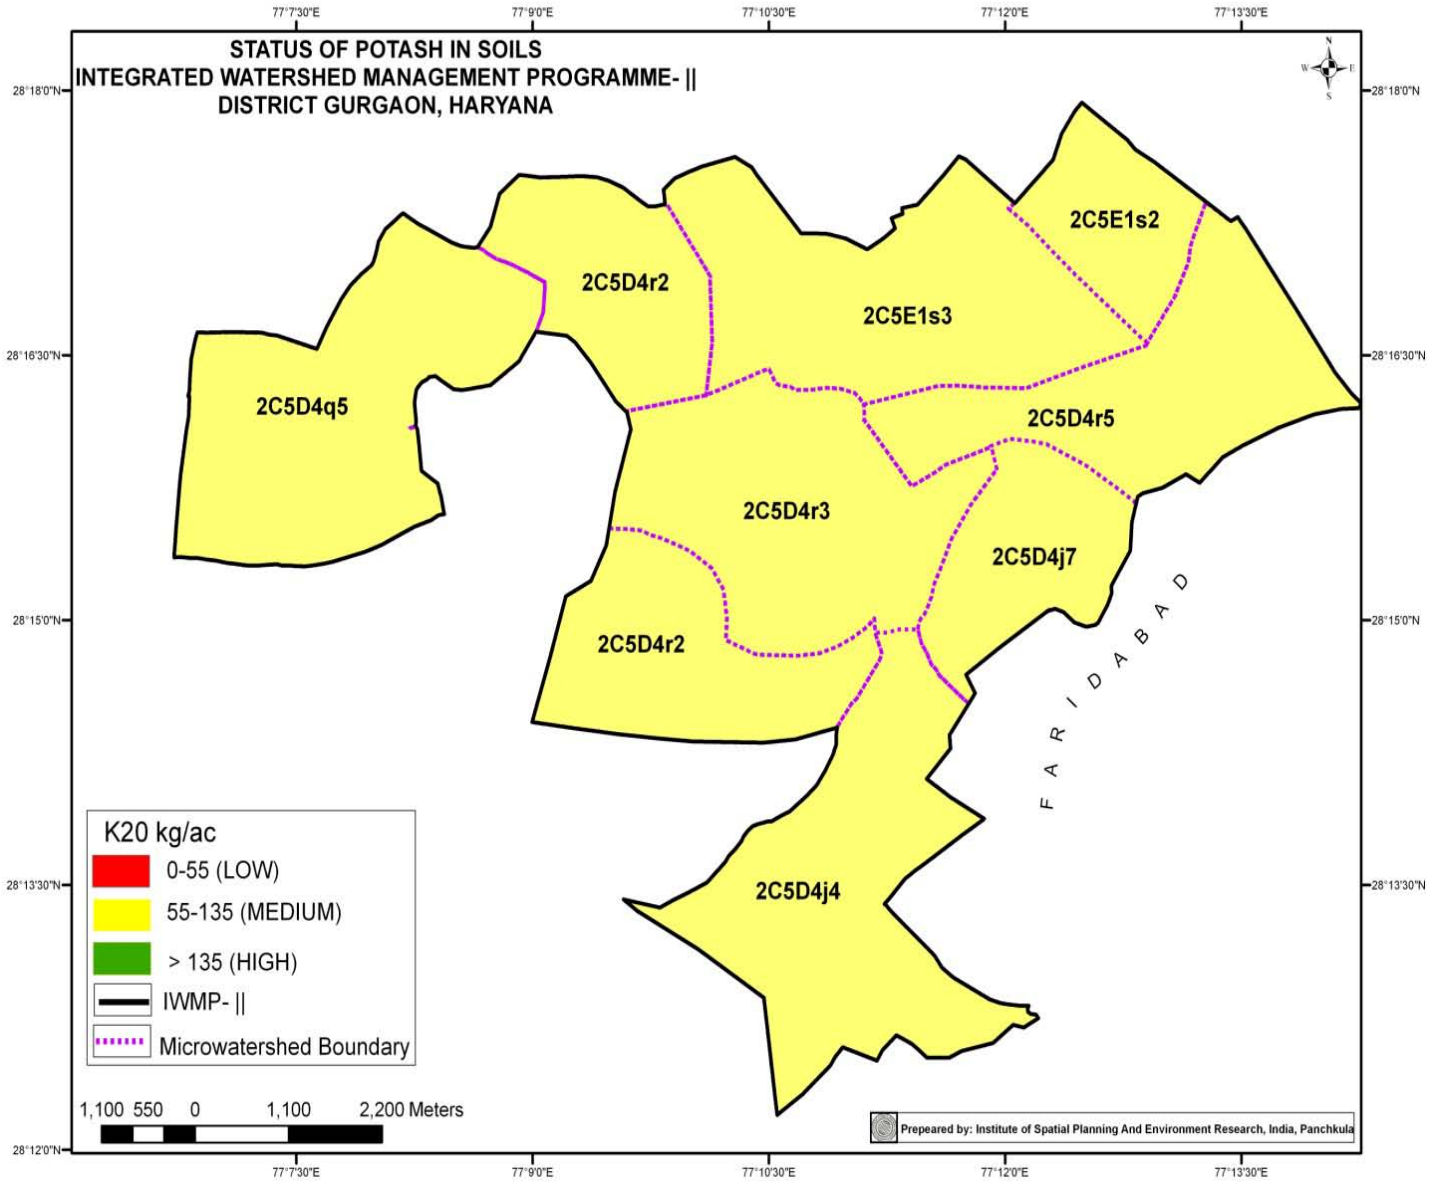 77°7'30"E 77°9'0"E 77°10'30"E 77°12'0"E 77°13'30"E
STATUS OF POTASH IN SOILS
INTEGRATED WATERSHED MANAGEMENT PROGRAMME- ||
DISTRICT GURGAON, HARYANA
N
W E
S
28°18'0"N 28°18'0"N
2C5E1s2
2C5D4r2
2C5E1s3
28°16'30"N 28°16'30"N
2C5D4q5
2C5D4r5
2C5D4r3
2C5D4j7
28°15'0"N 28°15'0"N
2C5D4r2
FARIDABAD
K20 kg/ac
0-55 (LOW)
55-135 (MEDIUM)
> 135 (HIGH)
IWMP- ||
Microwatershed Boundary
28°13'30"N 28°13'30"N
2C5D4j4
1,100 550 0 1,100 2,200 Meters
Prepeared by: Institute of Spatial Planning And Environment Research, India, Panchkula
28°12'0"N 28°12'0"N
77°7'30"E 77°9'0"E 77°10'30"E 77°12'0"E 77°13'30"E